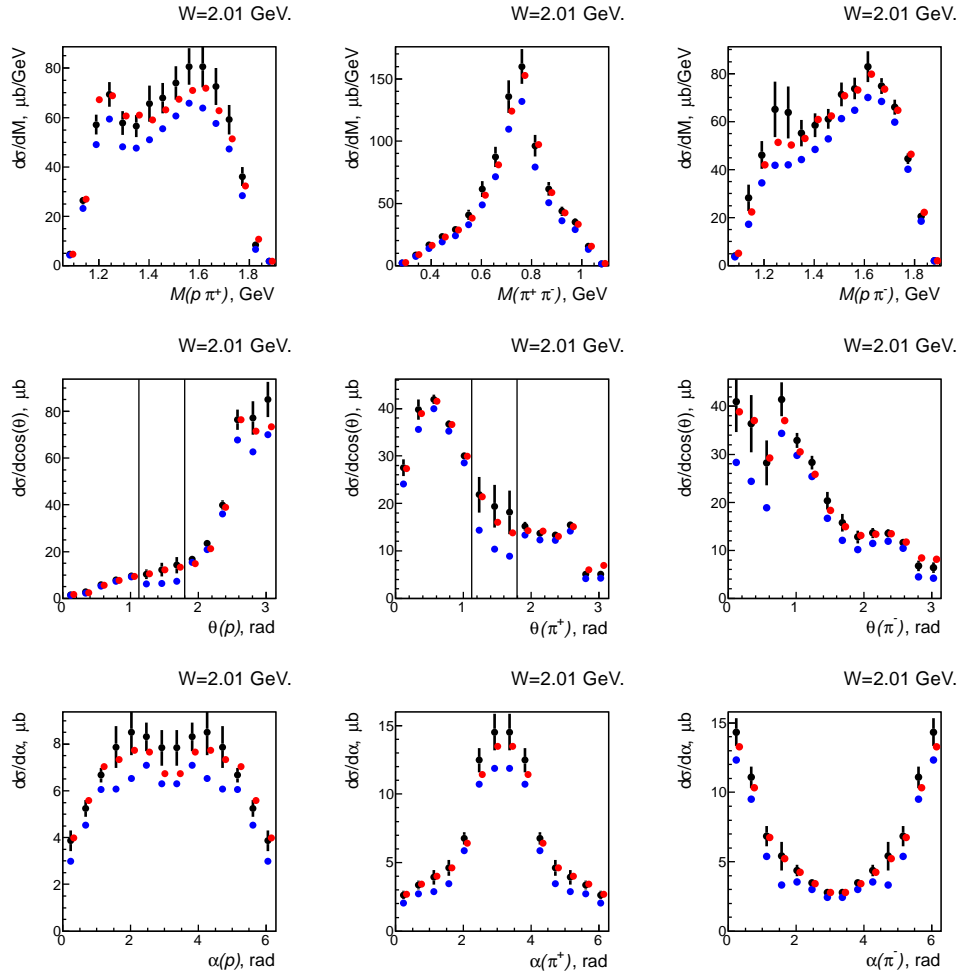 W=2.01 GeV. W=2.01 GeV. W=2.01 GeV.
dσ/dM, μb/GeV
80
60
40
20
0
1.2 1.4 1.6 1.8
M(p π⁺), GeV
dσ/dM, μb/GeV
150
100
50
0
0.4 0.6 0.8 1
M(π⁺ π⁻), GeV
dσ/dM, μb/GeV
80
60
40
20
0
1.2 1.4 1.6 1.8
M(p π⁻), GeV
W=2.01 GeV. W=2.01 GeV. W=2.01 GeV.
dσ/dcos(θ), μb
80
60
40
20
0
0 1 2 3
θ(p), rad
dσ/dcos(θ), μb
40
30
20
10
0
0 1 2 3
θ(π⁺), rad
dσ/dcos(θ), μb
40
30
20
10
0
0 1 2 3
θ(π⁻), rad
W=2.01 GeV. W=2.01 GeV. W=2.01 GeV.
dσ/dα, μb
8
6
4
2
0
0 2 4 6
α(p), rad
dσ/dα, μb
15
10
5
0
0 2 4 6
α(π⁺), rad
dσ/dα, μb
15
10
5
0
0 2 4 6
α(π⁻), rad